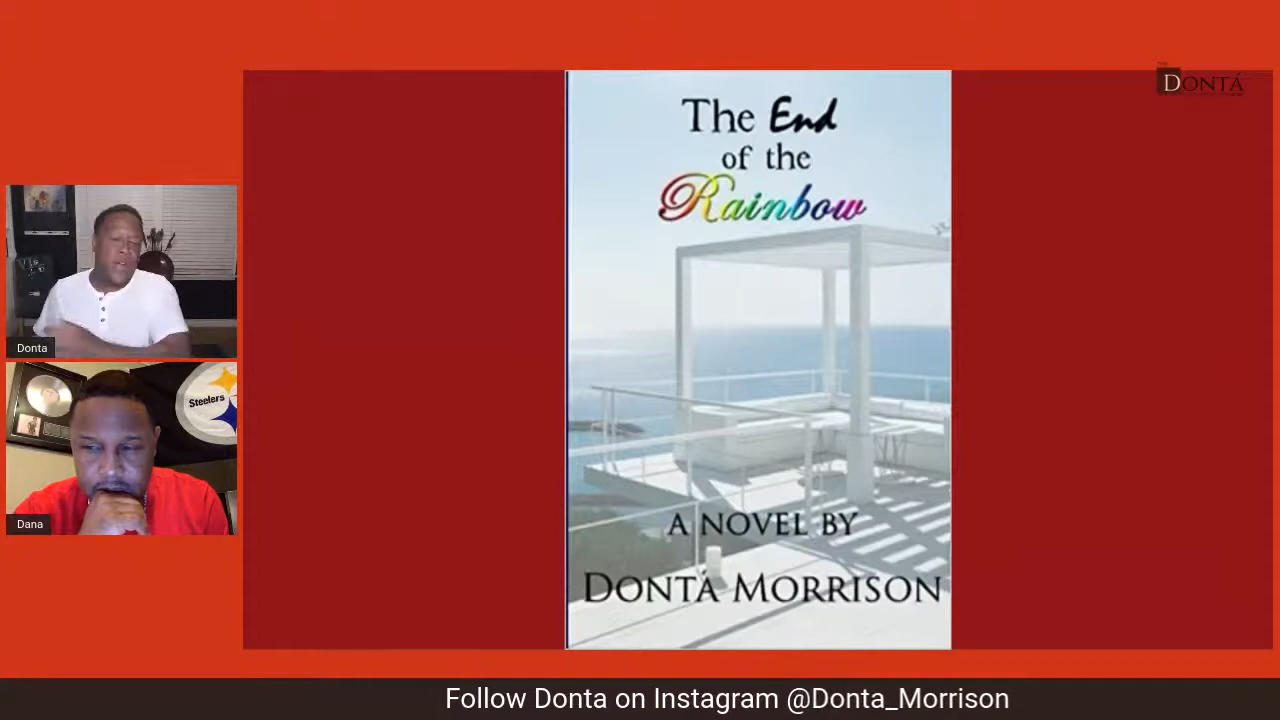 DONTÁ
The End
of the
Rainbow
A NOVEL BY
DONTÁ MORRISON
Donta
Steelers
Dana
Follow Donta on Instagram @Donta_Morrison